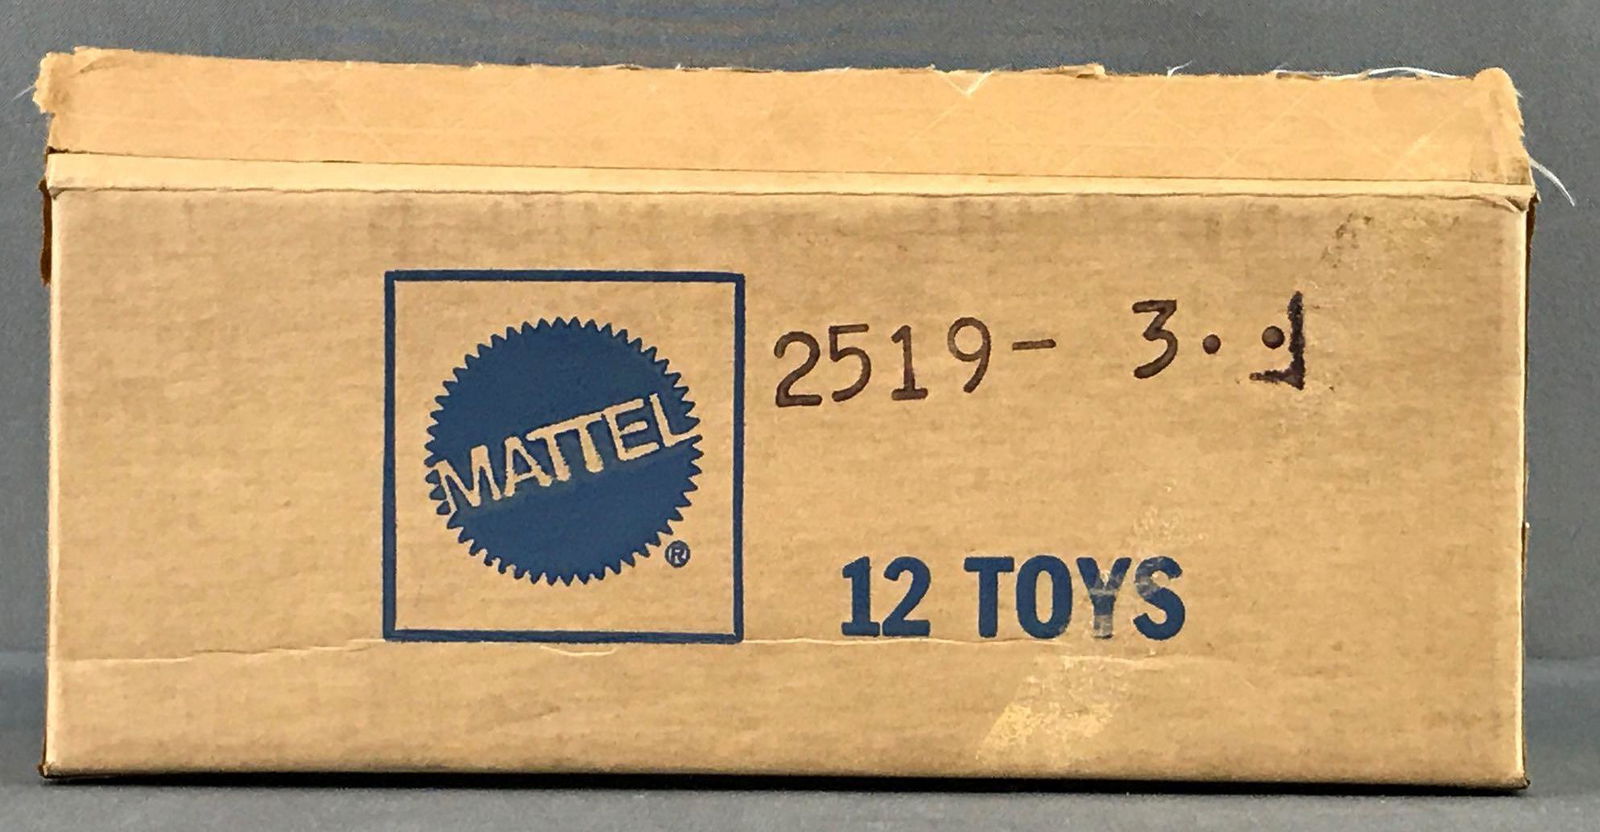 MATTEL
®
2519- 3.
12 TOYS